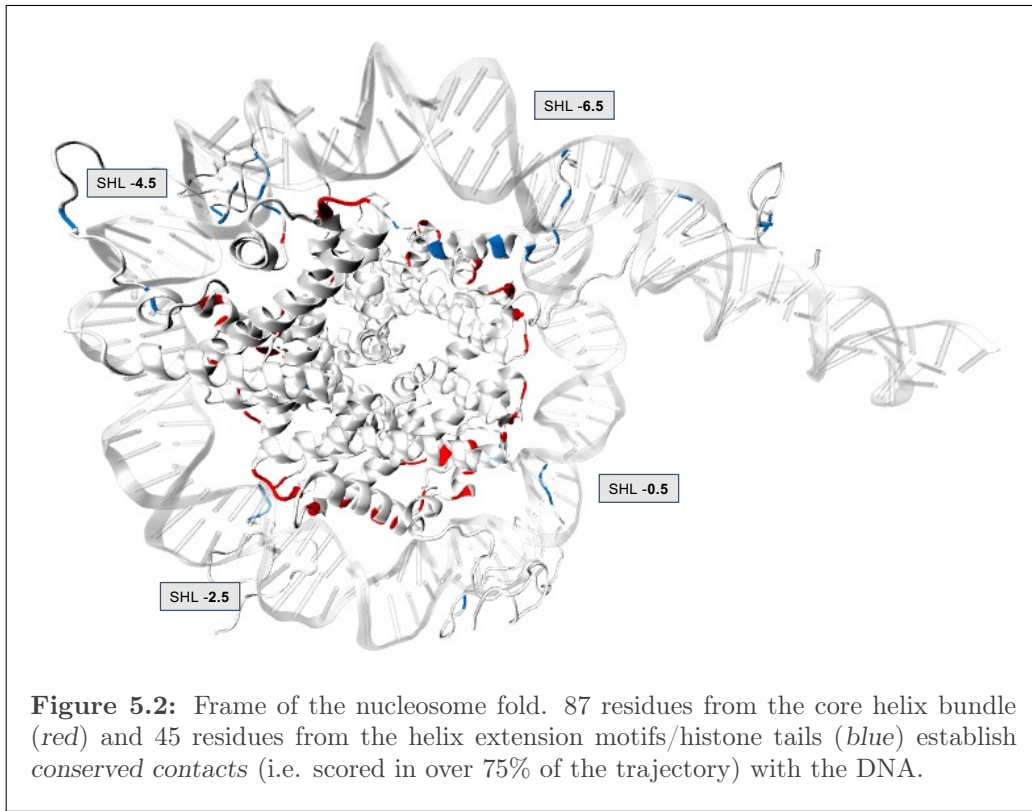 SHL -6.5
SHL -4.5
SHL -0.5
SHL -2.5
Figure 5.2: Frame of the nucleosome fold. 87 residues from the core helix bundle
(red) and 45 residues from the helix extension motifs/histone tails (blue) establish
conserved contacts (i.e. scored in over 75% of the trajectory) with the DNA.